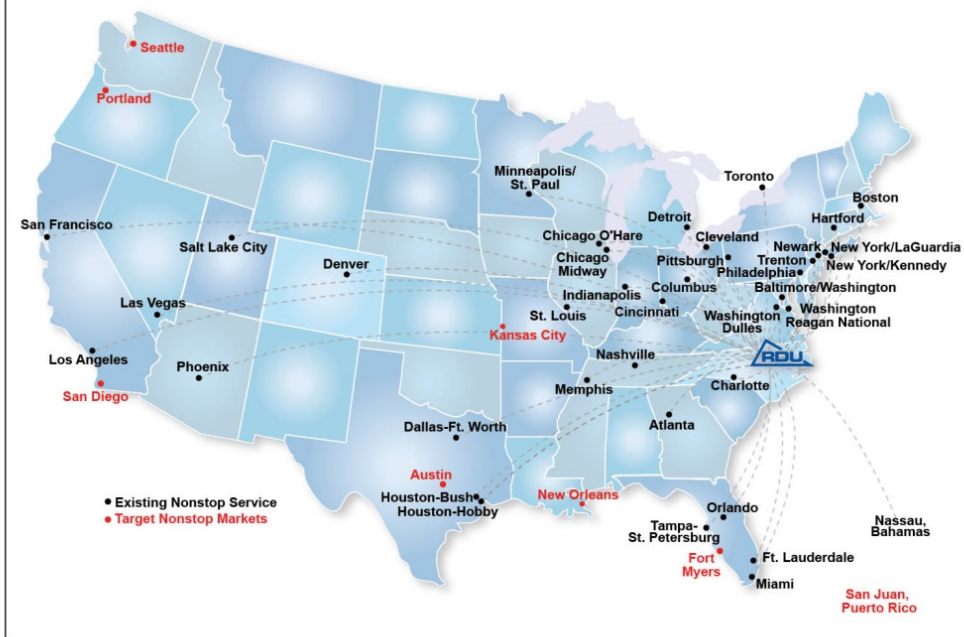 Seattle
Portland
Minneapolis/
St. Paul
Toronto
Boston
San Francisco
Detroit
Hartford
Salt Lake City
Chicago O'Hare
Cleveland
Newark
New York/LaGuardia
Chicago
Midway
Pittsburgh
Trenton
New York/Kennedy
Denver
Philadelphia
Columbus
Baltimore/Washington
Indianapolis
Las Vegas
St. Louis
Cincinnati
Washington
Dulles
Washington
Reagan National
Kansas City
Los Angeles
Nashville
RDU
Phoenix
San Diego
Memphis
Charlotte
Atlanta
Dallas-Ft. Worth
Austin
Houston-Bush
Houston-Hobby
New Orleans
Existing Nonstop Service
Target Nonstop Markets
Orlando
Tampa-
St. Petersburg
Nassau,
Bahamas
Fort
Myers
Ft. Lauderdale
Miami
San Juan,
Puerto Rico